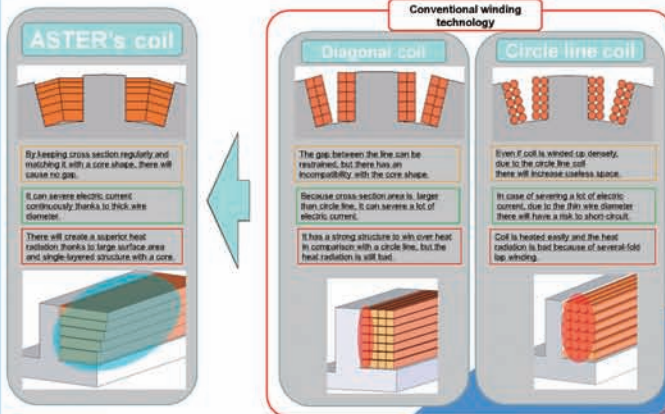 Conventional winding
technology
ASTER's coil
By keeping cross section regularly and
matching it with a core shape, there will
cause no gap.
It can severe electric current
continuously thanks to thick wire
diameter.
There will create a superior heat
radiation thanks to large surface area
and single-layered structure with a core.
Diagonal coil
The gap between the line can be
restrained, but there has an
incompatibility with the core shape.
Because cross-section area is larger
than circle line, it can severe a lot of
electric current.
It has a strong structure to win over heat
in comparison with a circle line, but the
heat radiation is still bad.
Circle line coil
Even if coil is winded up densely,
due to the circle line coil
there will increase useless space.
In case of severing a lot of electric
current, due to the thin wire diameter
there will have a risk to short-circuit.
Coil is heated easily and the heat
radiation is bad because of several-fold
lap winding.